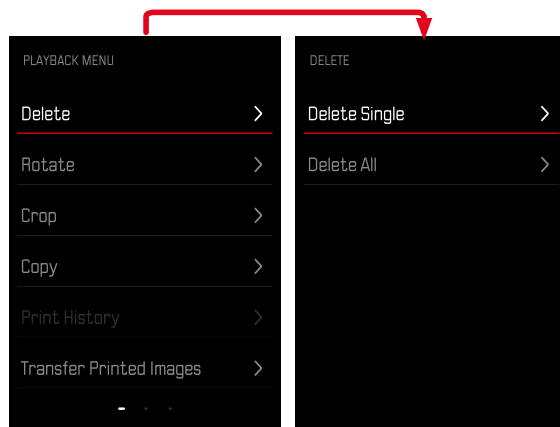 PLAYBACK MENU
Delete
Rotate
Crop
Copy
Print History
Transfer Printed Images
DELETE
Delete Single
Delete All